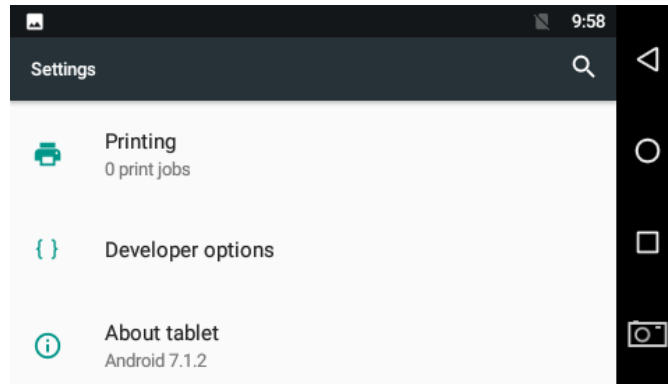 9:58
Settings
Printing
0 print jobs
{ } Developer options
About tablet
Android 7.1.2